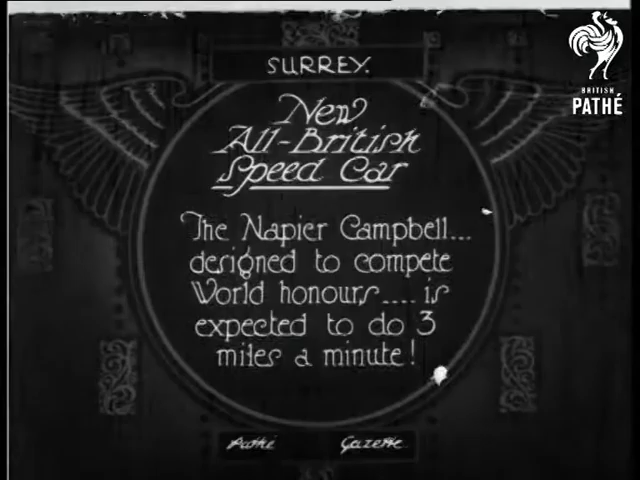 SURREY.
BRITISH
PATHÉ
New
All-British
Speed Car
The Napier Campbell...
designed to compete
World honours.... is
expected to do 3
miles a minute!
Pathé Gazette